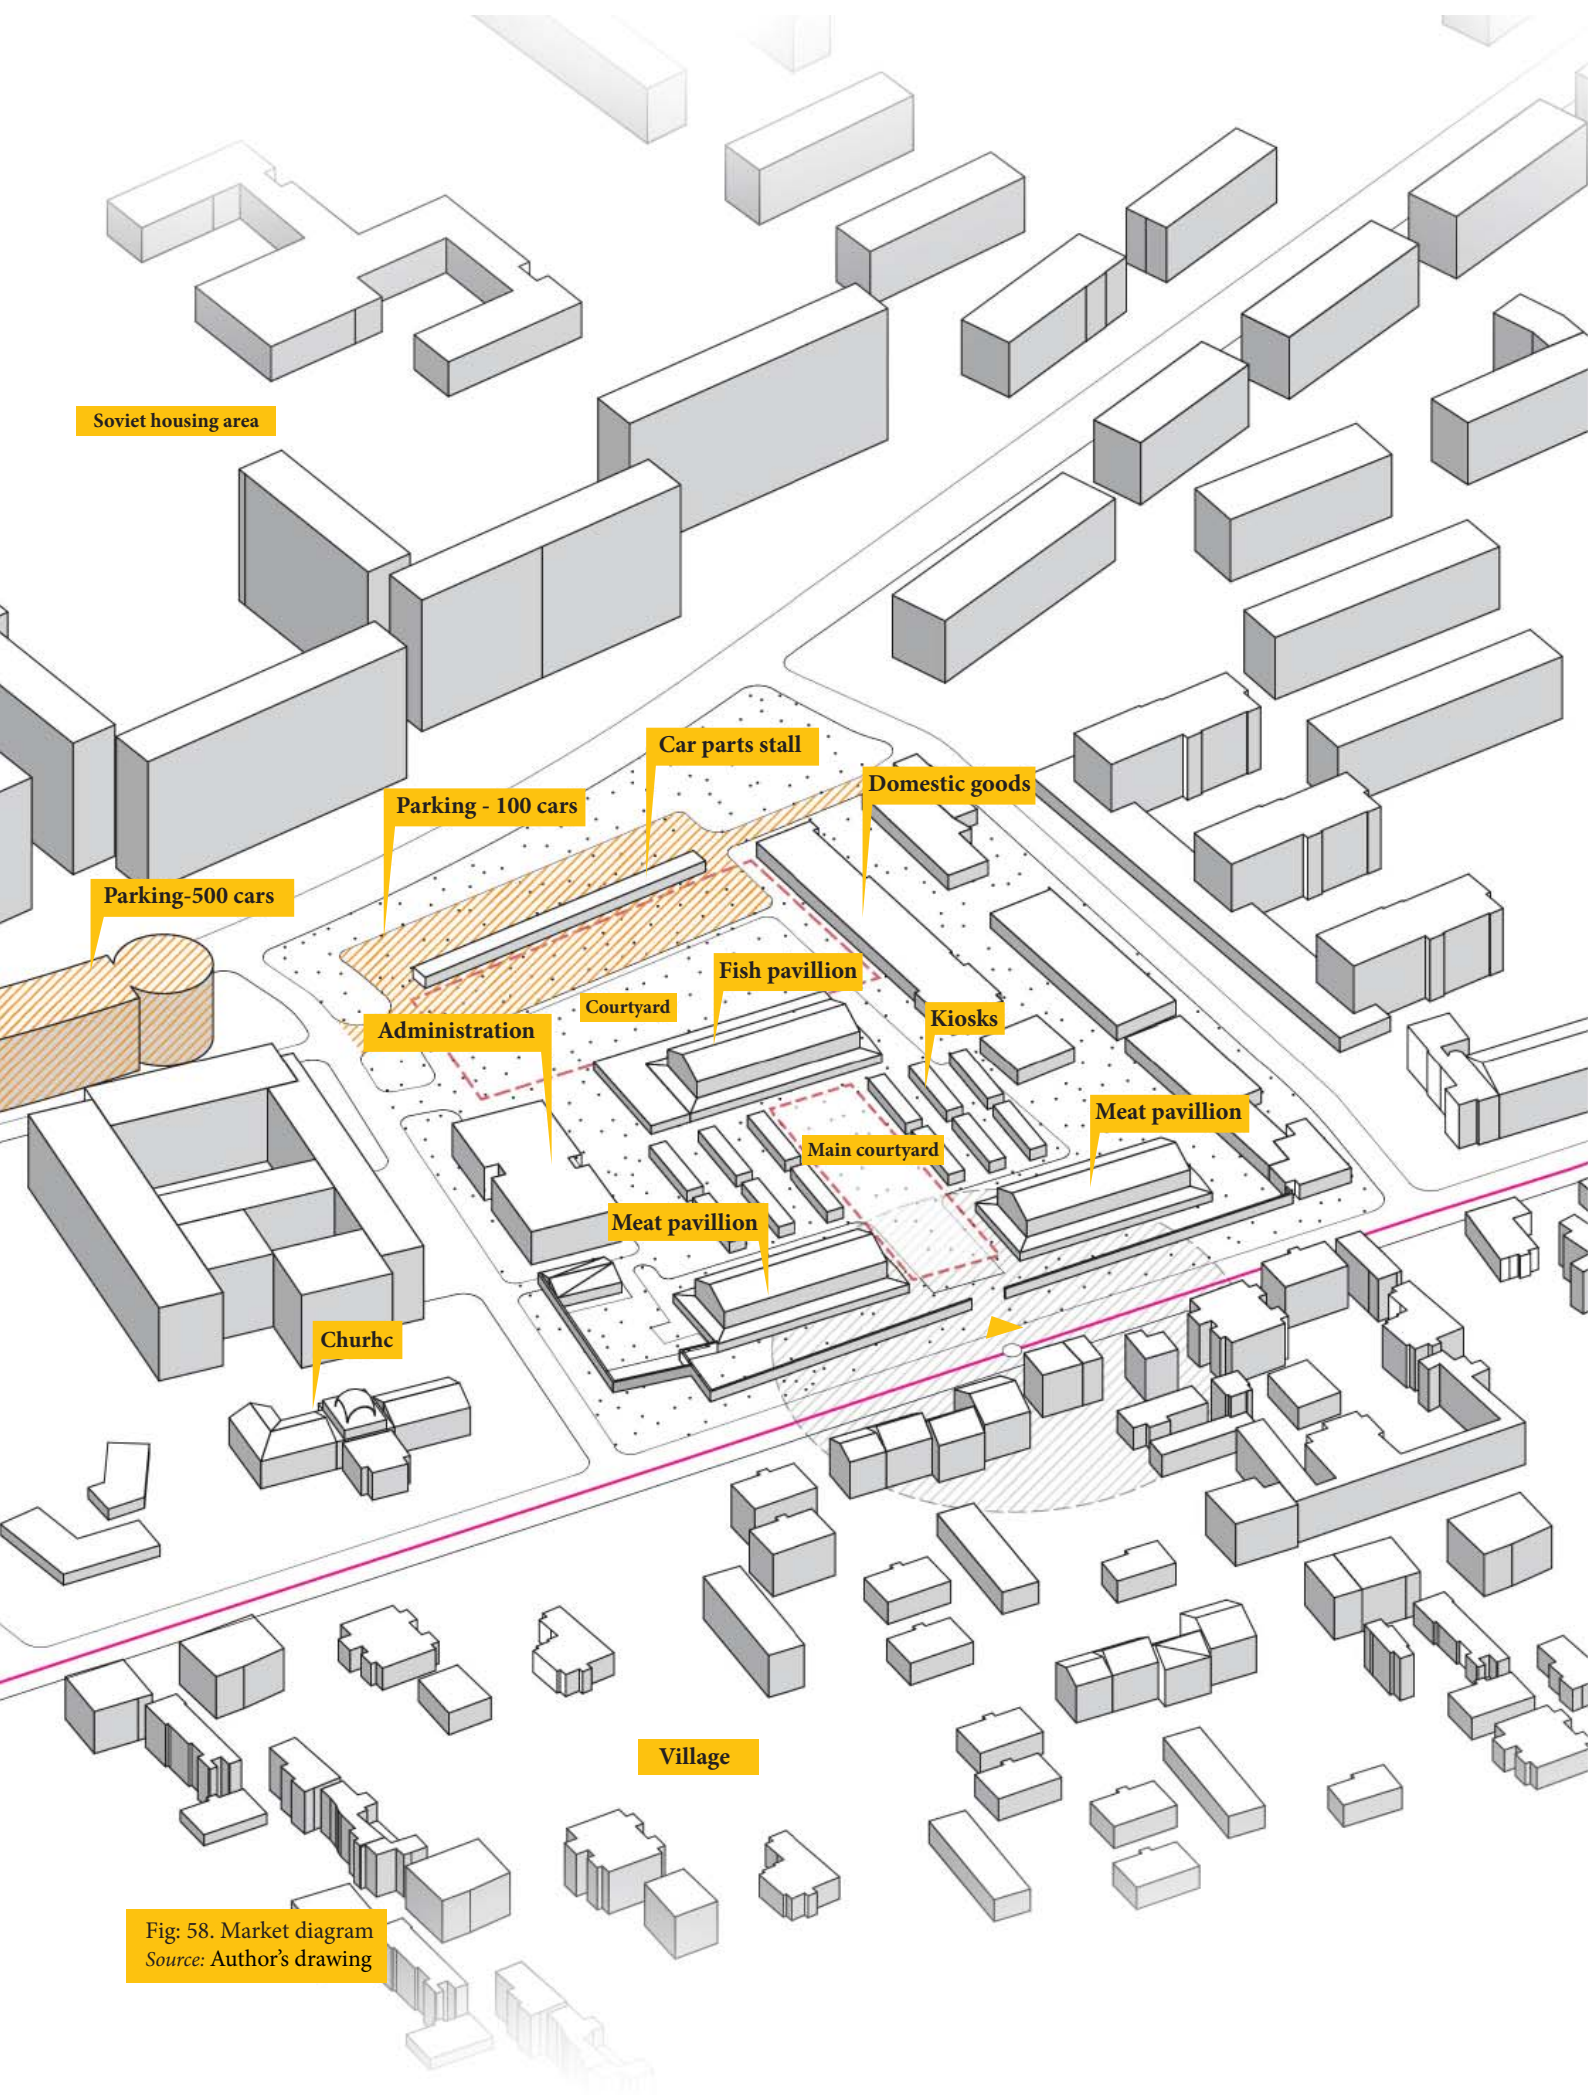 Soviet housing area
Car parts stall
Domestic goods
Parking - 100 cars
Parking-500 cars
Fish pavillion
Courtyard
Kiosks
Administration
Meat pavillion
Main courtyard
Meat pavillion
Churhc
Village
Fig: 58. Market diagram
Source: Author's drawing